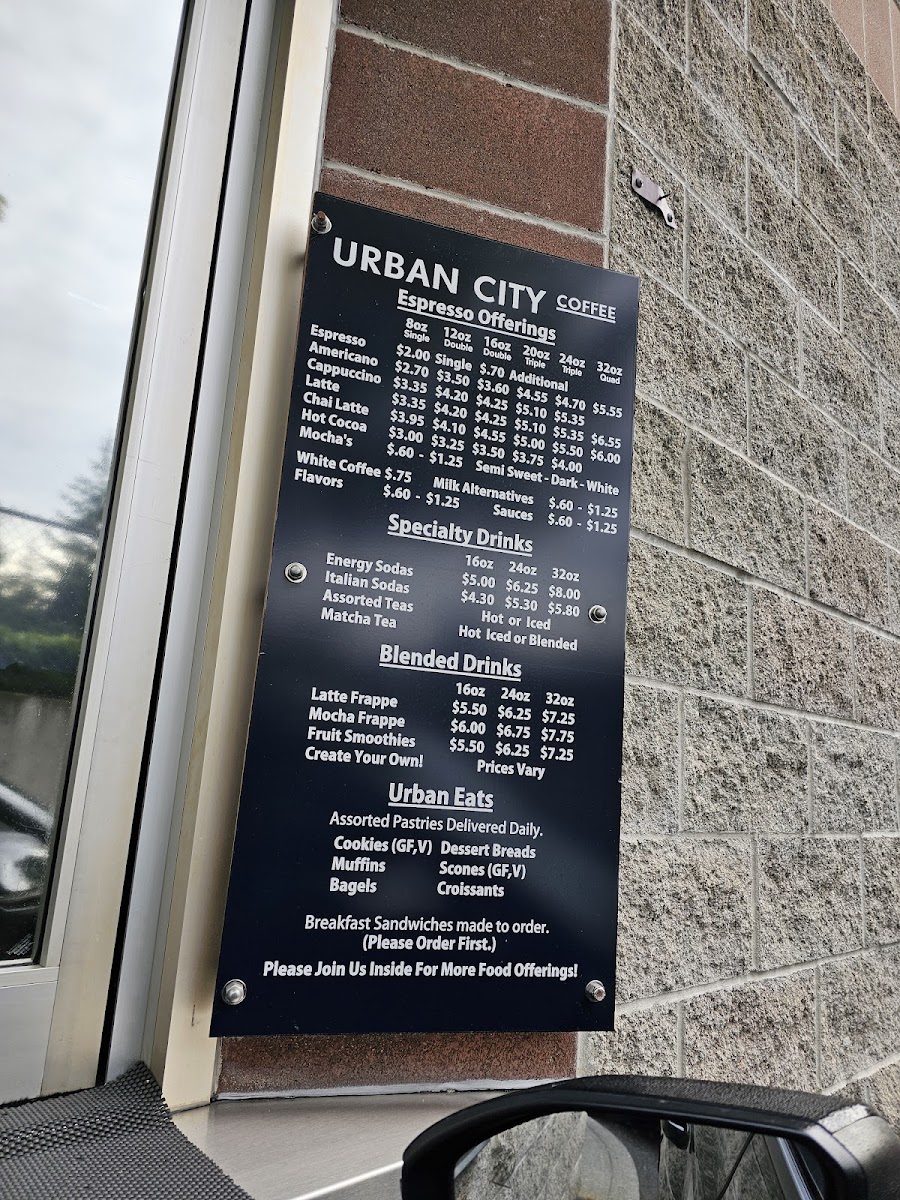 URBAN CITY COFFEE
Espresso Offerings
8oz 12oz 16oz 20oz 24oz 32oz
Single Double Double Triple Triple Quad
Espresso $2.00 Single $.70 Additional
Americano $2.70 $3.50 $3.60 $4.55 $4.70 $5.55
Cappuccino $3.35 $4.20 $4.25 $5.10 $5.35
Latte $3.35 $4.20 $4.25 $5.10 $5.35 $6.55
Chai Latte $3.95 $4.10 $4.55 $5.00 $5.50 $6.00
Hot Cocoa $3.00 $3.25 $3.50 $3.75 $4.00
Mocha's $.60 - $1.25 Semi Sweet - Dark - White
White Coffee $.75 Milk Alternatives $.60 - $1.25
Flavors $.60 - $1.25 Sauces $.60 - $1.25
Specialty Drinks
16oz 24oz 32oz
Energy Sodas $5.00 $6.25 $8.00
Italian Sodas $4.30 $5.30 $5.80
Assorted Teas Hot or Iced
Matcha Tea Hot Iced or Blended
Blended Drinks
16oz 24oz 32oz
Latte Frappe $5.50 $6.25 $7.25
Mocha Frappe $6.00 $6.75 $7.75
Fruit Smoothies $5.50 $6.25 $7.25
Create Your Own! Prices Vary
Urban Eats
Assorted Pastries Delivered Daily.
Cookies (GF,V) Dessert Breads
Muffins Scones (GF,V)
Bagels Croissants
Breakfast Sandwiches made to order.
(Please Order First.)
Please Join Us Inside For More Food Offerings!